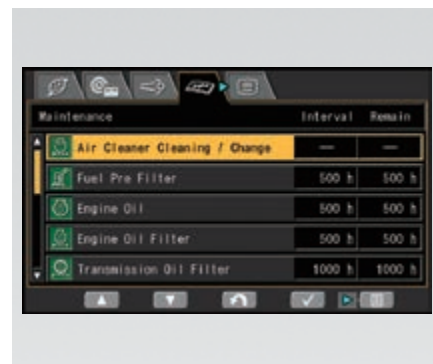 Maintenance Interval Remain
Air Cleaner Cleaning / Change — —
Fuel Pre Filter 500 h 500 h
Engine Oil 500 h 500 h
Engine Oil Filter 500 h 500 h
Transmission Oil Filter 1000 h 1000 h